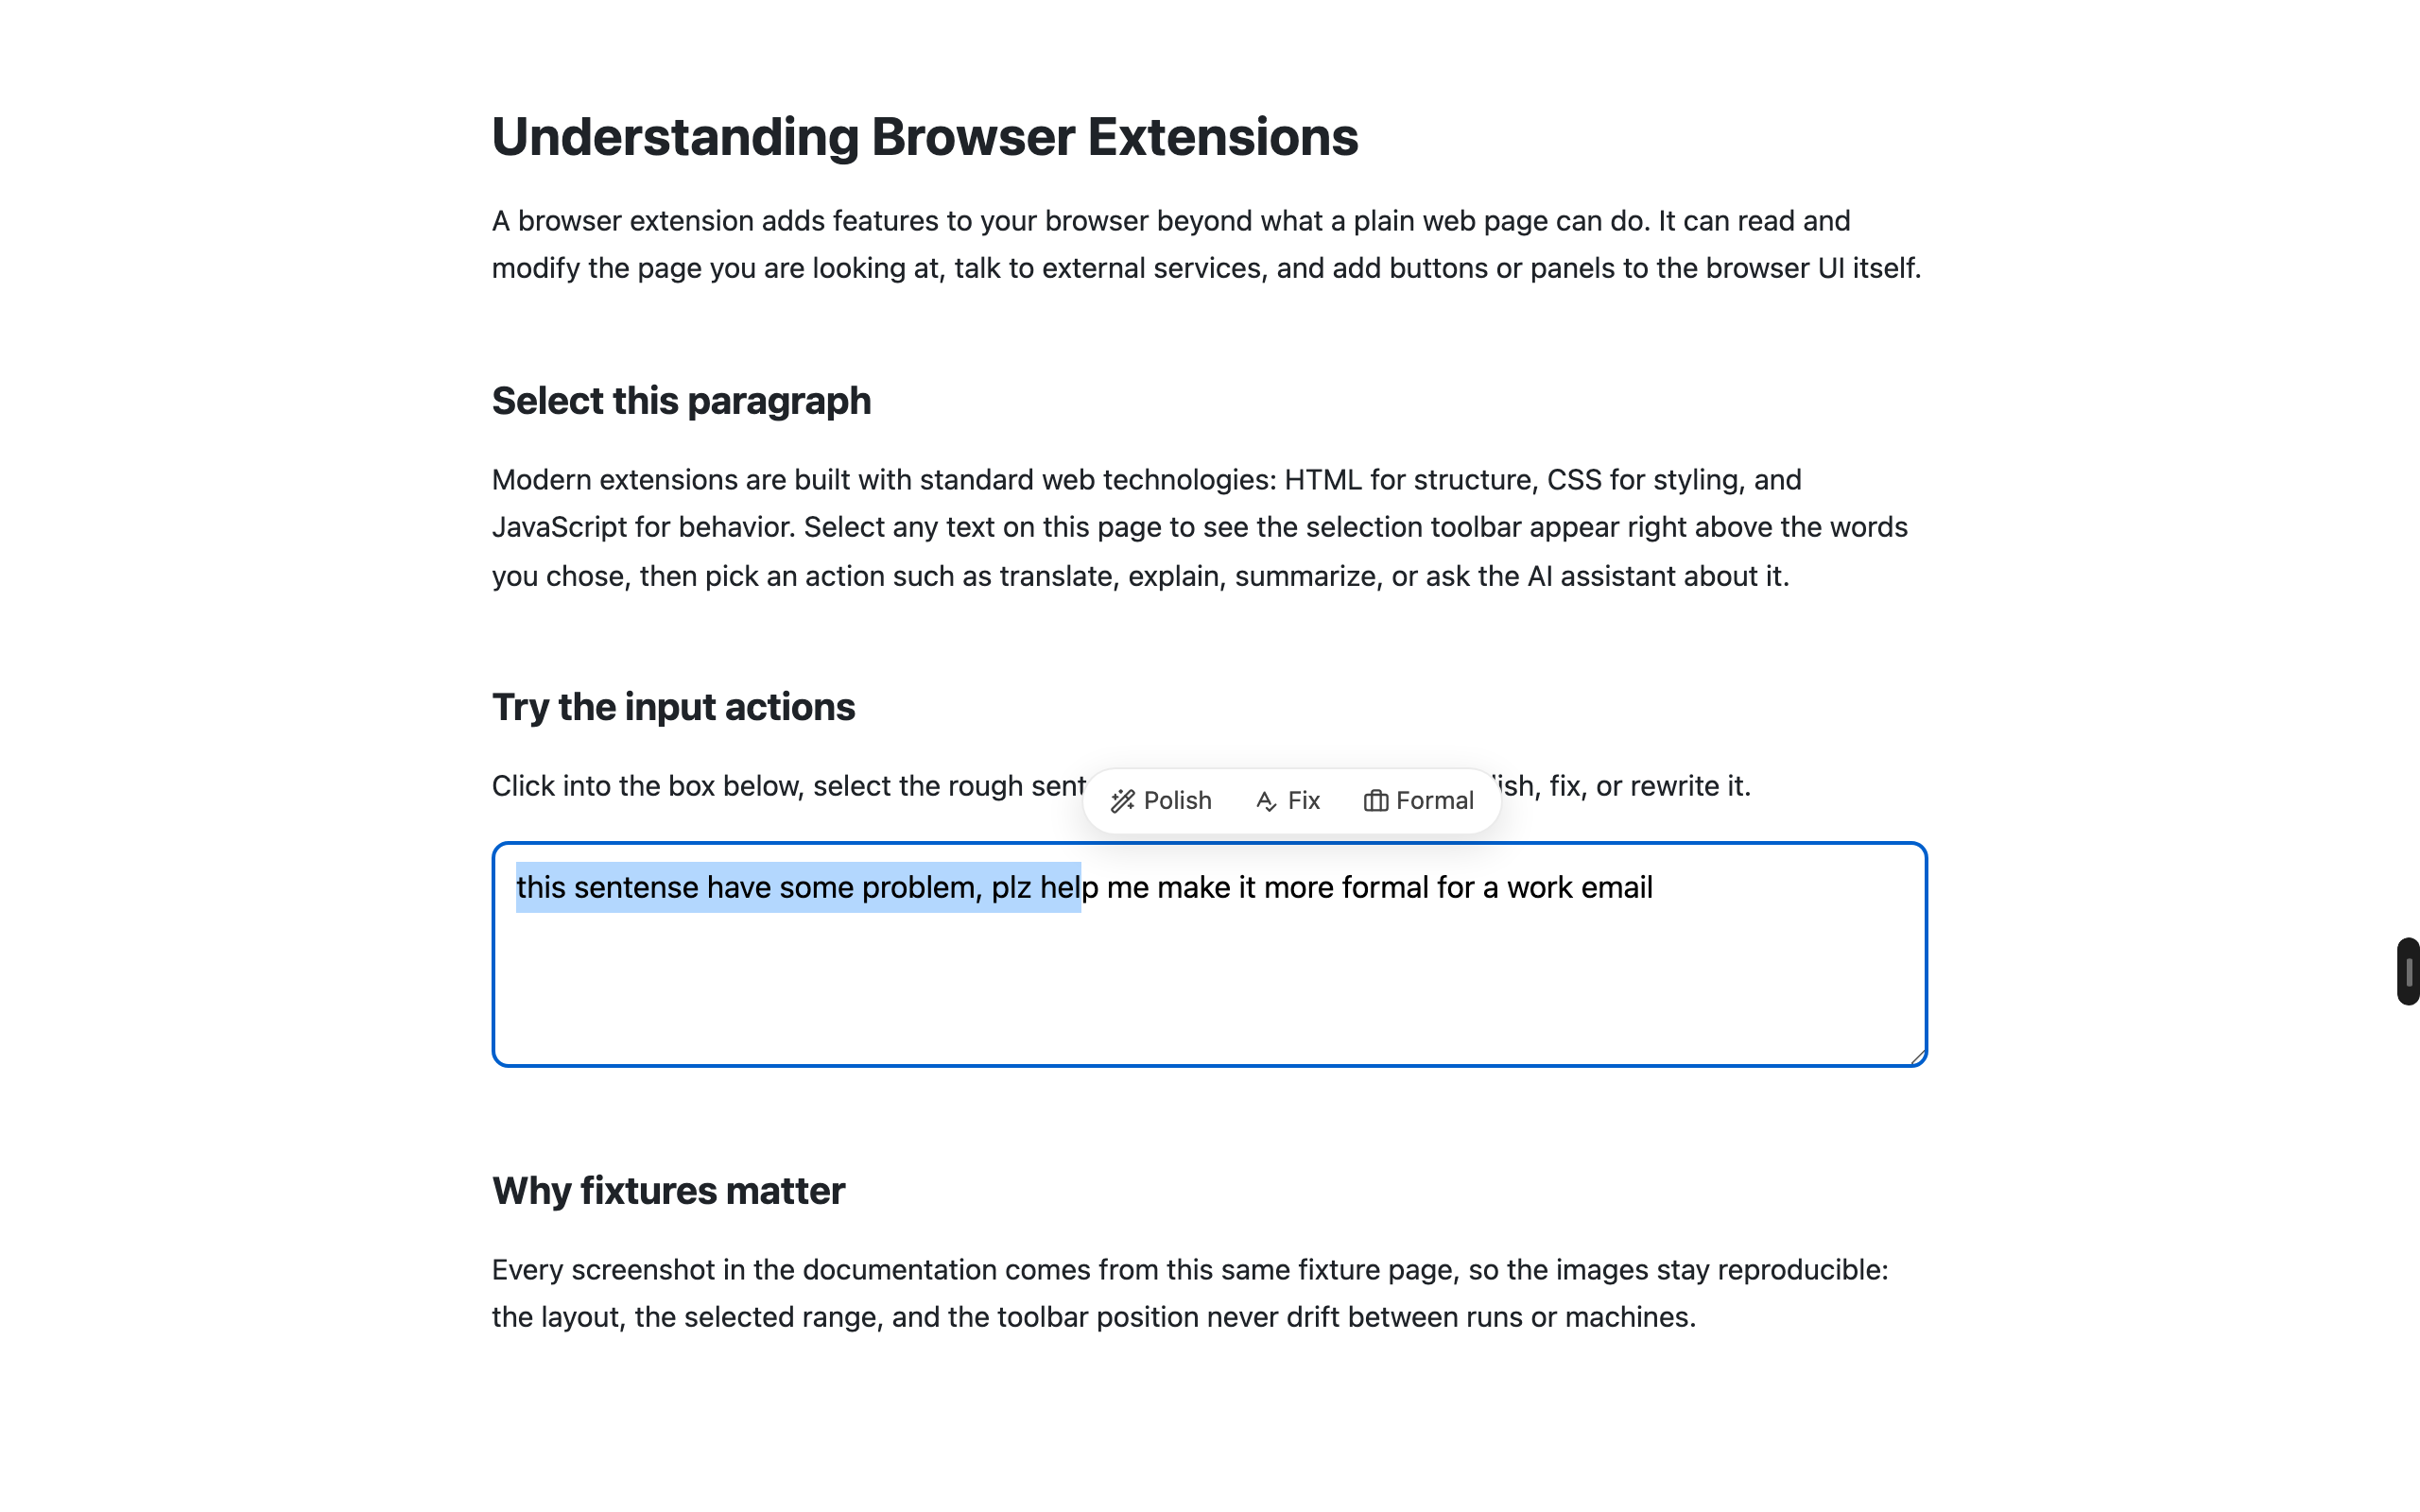 Understanding Browser Extensions
A browser extension adds features to your browser beyond what a plain web page can do. It can read and
modify the page you are looking at, talk to external services, and add buttons or panels to the browser UI itself.
Select this paragraph
Modern extensions are built with standard web technologies: HTML for structure, CSS for styling, and
JavaScript for behavior. Select any text on this page to see the selection toolbar appear right above the words
you chose, then pick an action such as translate, explain, summarize, or ask the AI assistant about it.
Try the input actions
Click into the box below, select the rough , fix, or rewrite it.
Polish Fix Formal
this sentense have some problem, plz help me make it more formal for a work email
Why fixtures matter
Every screenshot in the documentation comes from this same fixture page, so the images stay reproducible:
the layout, the selected range, and the toolbar position never drift between runs or machines.